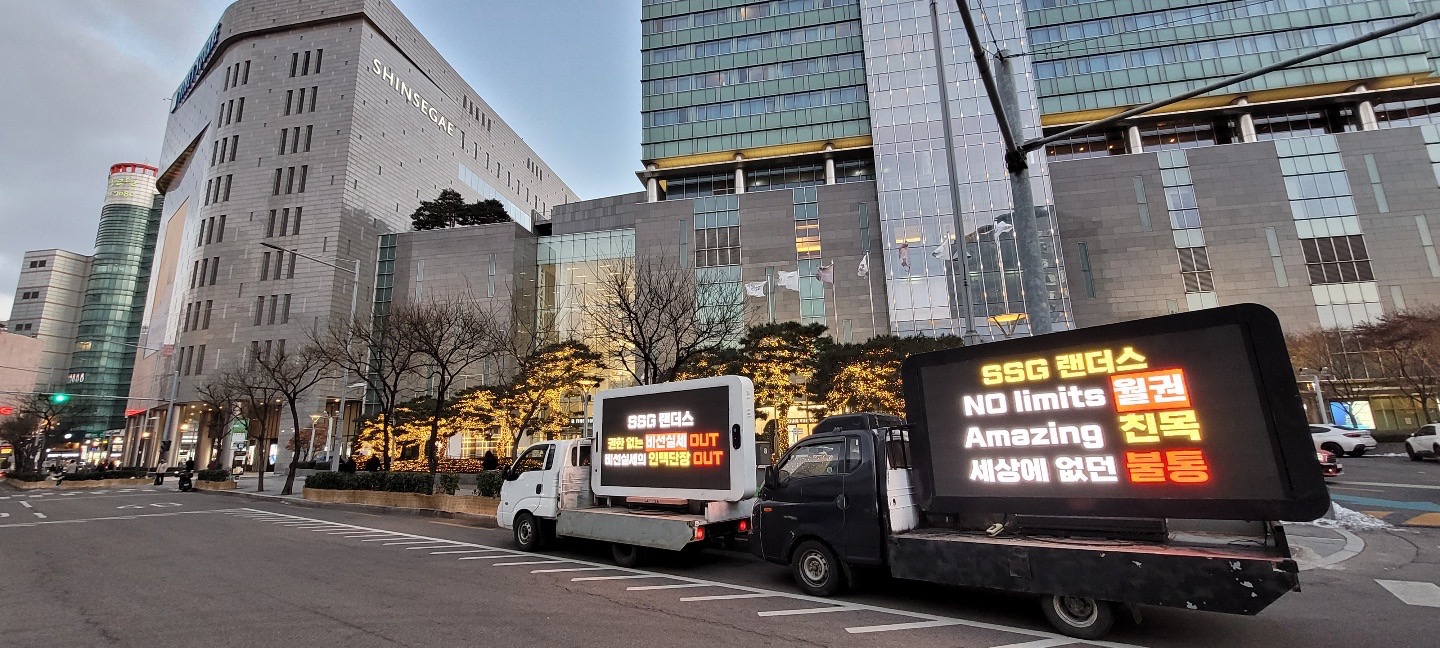 SHINSEGAE
SSG 랜더스
권한 없는 비선실세 OUT
비선실세의 인맥단장 OUT
SSG 랜더스
NO limits 월권
Amazing 친목
세상에 없던 불통